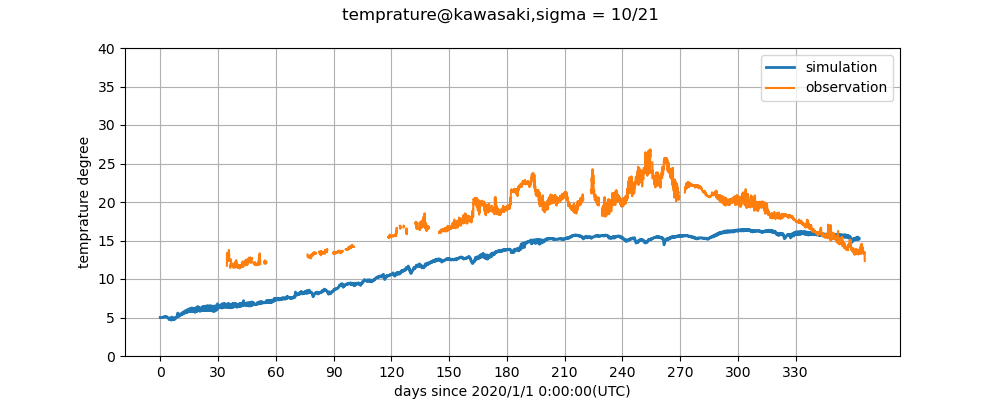 temprature@kawasaki,sigma = 10/21
simulation
observation
temprature degree
40
35
30
25
20
15
10
5
0
0 30 60 90 120 150 180 210 240 270 300 330
days since 2020/1/1 0:00:00(UTC)